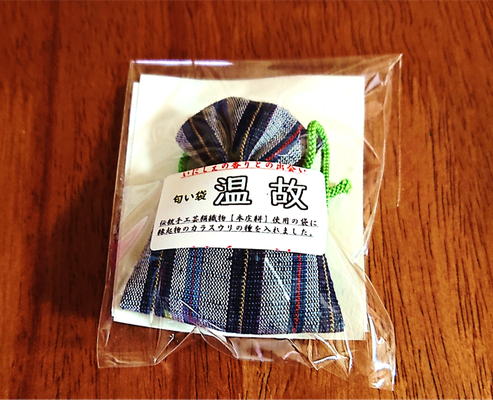 いにしえの香りとの出会い
匂い袋 温故
伝統手工芸絹織物【本庄絣】使用の袋に
縁起物のカラスウリの種を入れました。